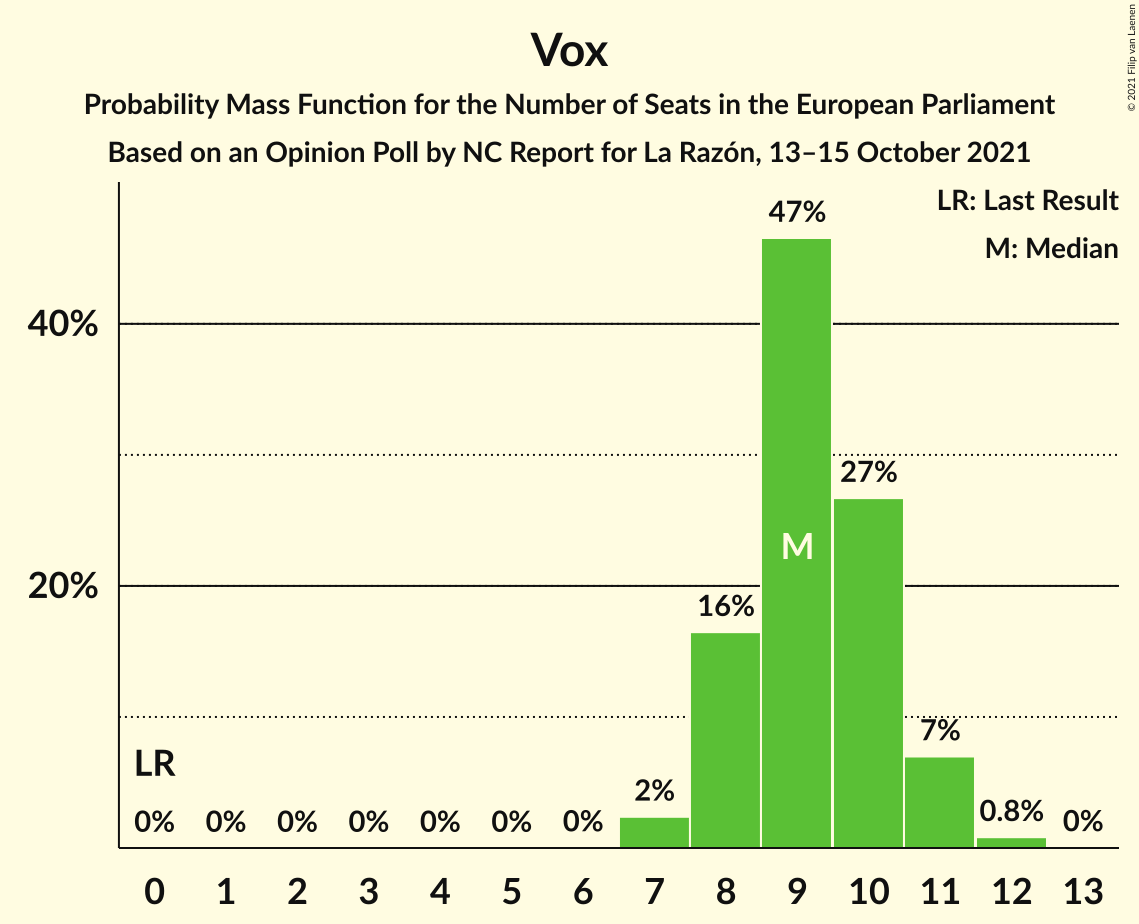 Vox
Probability Mass Function for the Number of Seats in the European Parliament
Based on an Opinion Poll by NC Report for La Razón, 13–15 October 2021
© 2021 Filip van Laenen
LR: Last Result
M: Median
47%
40%
27%
M
20%
16%
7%
LR
2%
0.8%
0% 0% 0% 0% 0% 0% 0% 0%
0 1 2 3 4 5 6 7 8 9 10 11 12 13